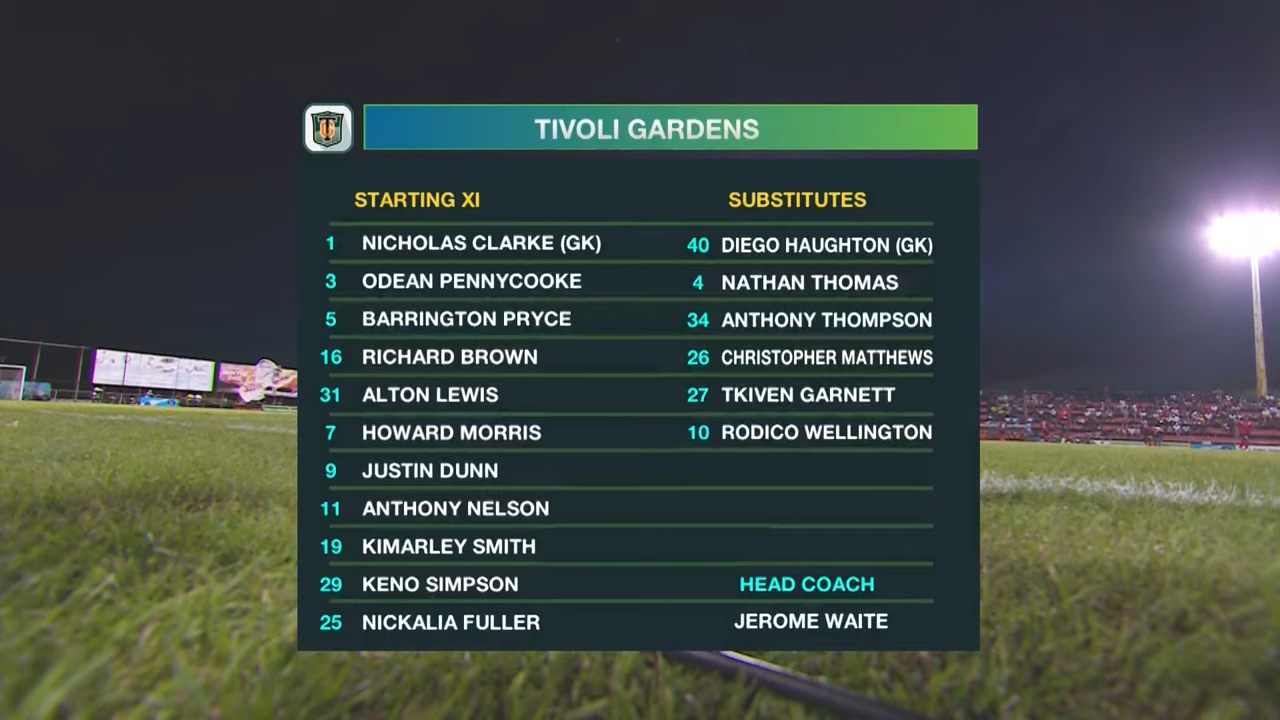 TIVOLI GARDENS
STARTING XI
1 NICHOLAS CLARKE (GK)
3 ODEAN PENNYCOOKE
5 BARRINGTON PRYCE
16 RICHARD BROWN
31 ALTON LEWIS
7 HOWARD MORRIS
9 JUSTIN DUNN
11 ANTHONY NELSON
19 KIMARLEY SMITH
29 KENO SIMPSON
25 NICKALIA FULLER
SUBSTITUTES
40 DIEGO HAUGHTON (GK)
4 NATHAN THOMAS
34 ANTHONY THOMPSON
26 CHRISTOPHER MATTHEWS
27 TKIVEN GARNETT
10 RODICO WELLINGTON
HEAD COACH
JEROME WAITE